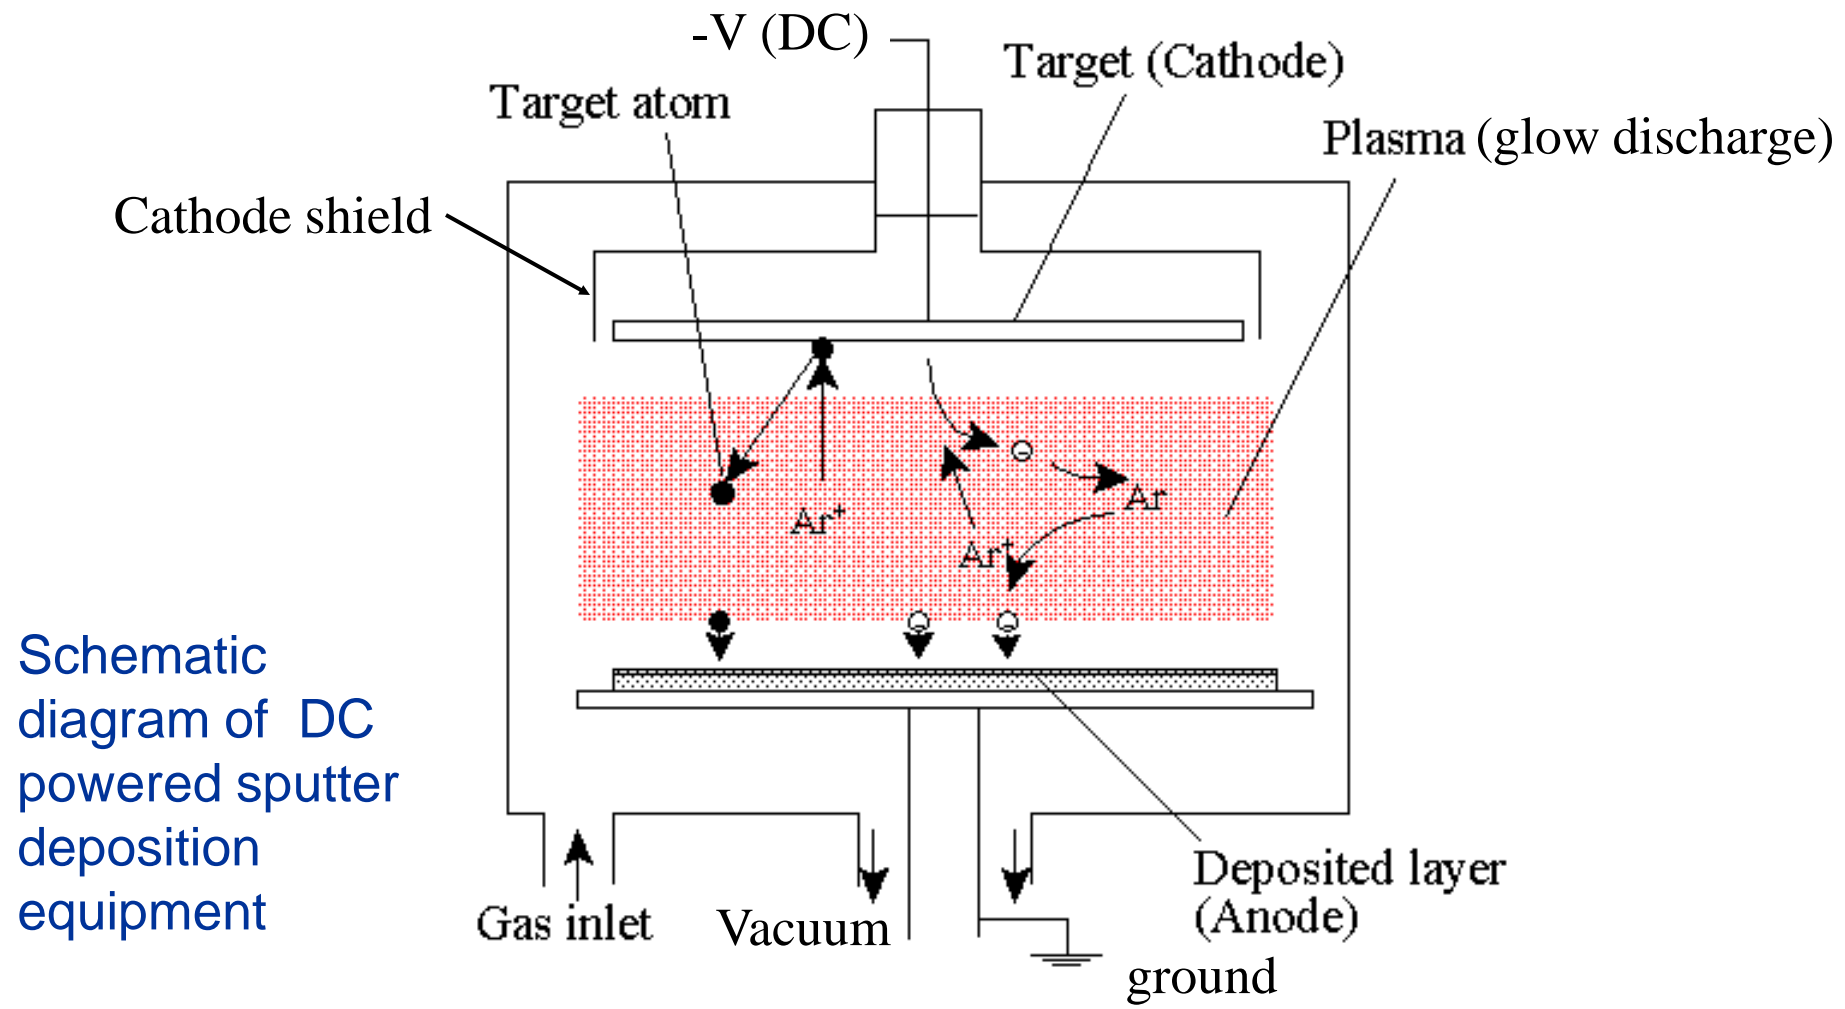 -V (DC)
Target (Cathode)
Target atom
Plasma (glow discharge)
Cathode shield
Ar
Ar+
Ar+
Schematic
diagram of DC
powered sputter
deposition
equipment
Deposited layer
(Anode)
Gas inlet
Vacuum
ground